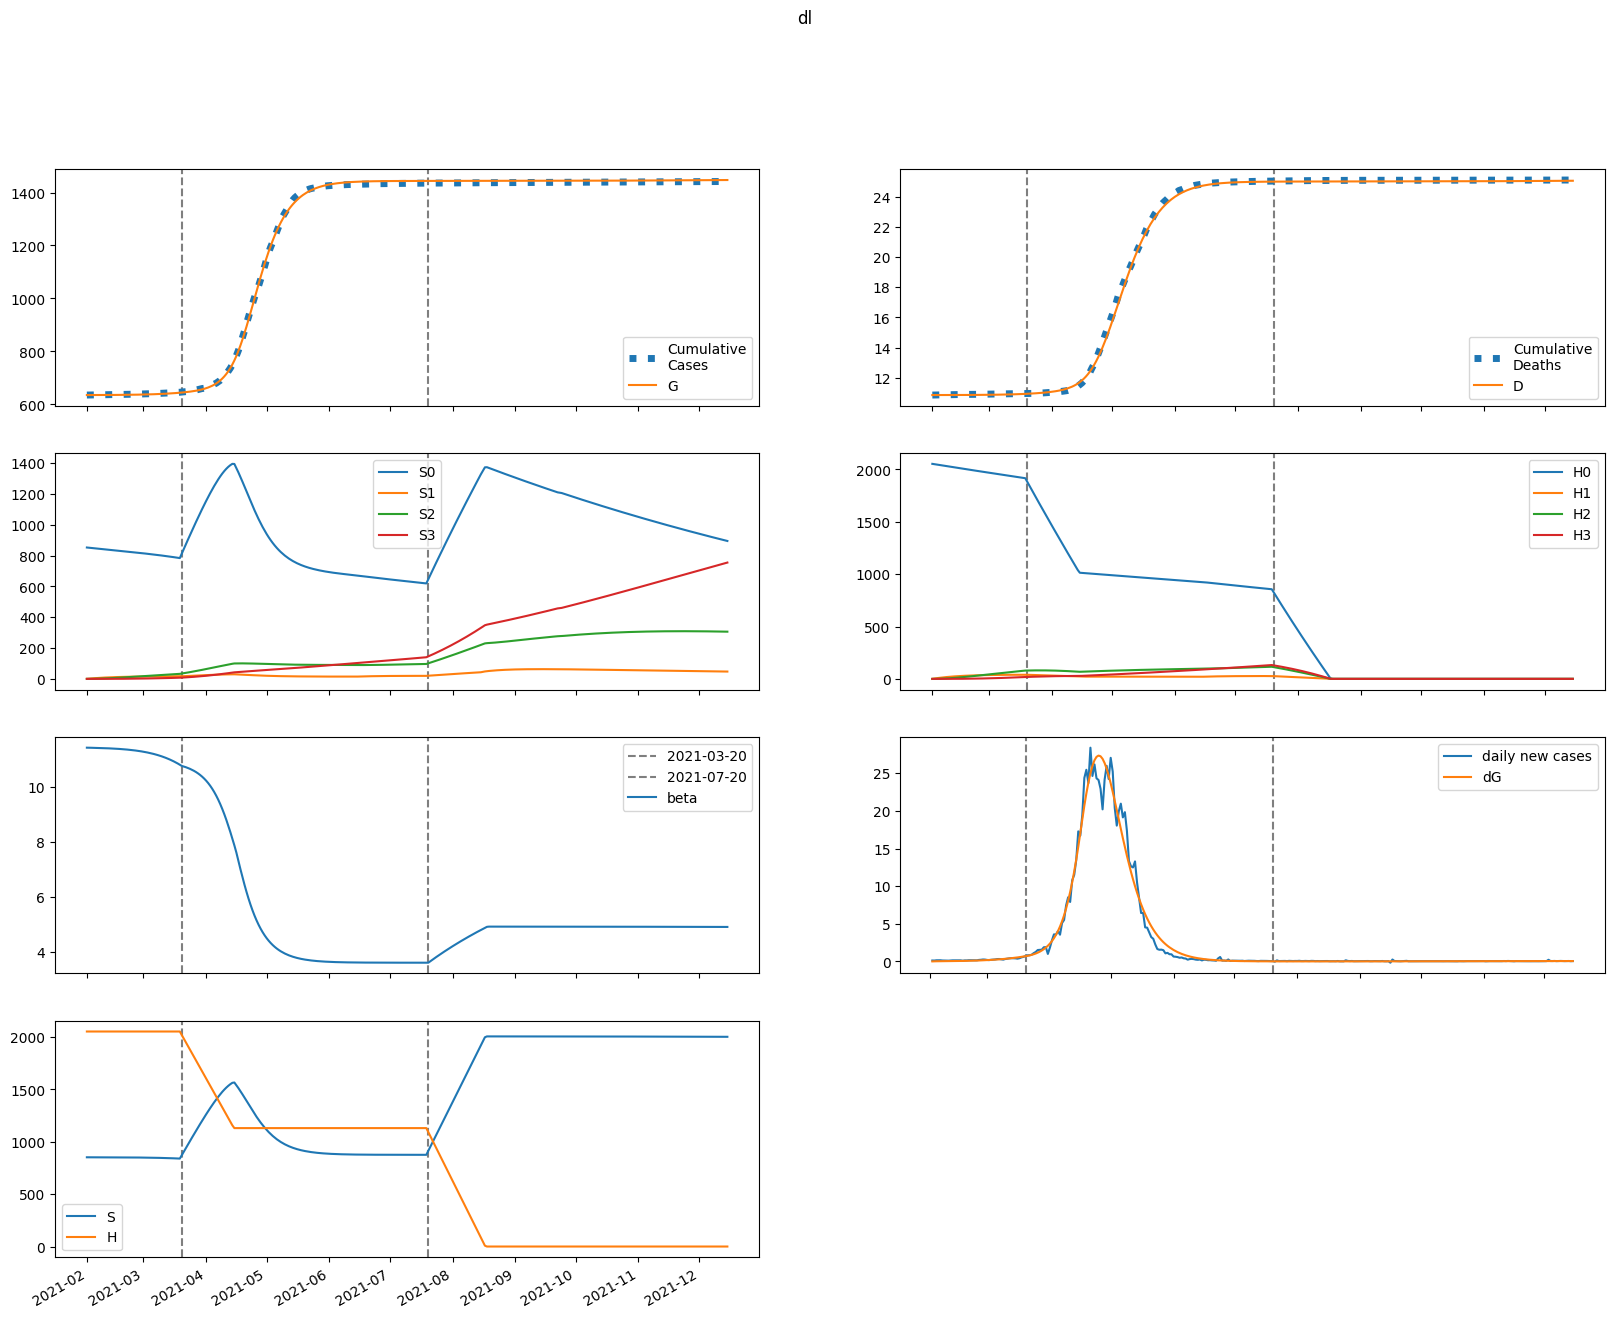 dl
1400
1200
1000
800
600
Cumulative
Cases
G
24
22
20
18
16
14
12
Cumulative
Deaths
D
1400
1200
1000
800
600
400
200
0
S0
S1
S2
S3
2000
1500
1000
500
0
H0
H1
H2
H3
10
8
6
4
2021-03-20
2021-07-20
beta
25
20
15
10
5
0
daily new cases
dG
2000
1500
1000
500
0
S
H
2021-02
2021-03
2021-04
2021-05
2021-06
2021-07
2021-08
2021-09
2021-10
2021-11
2021-12